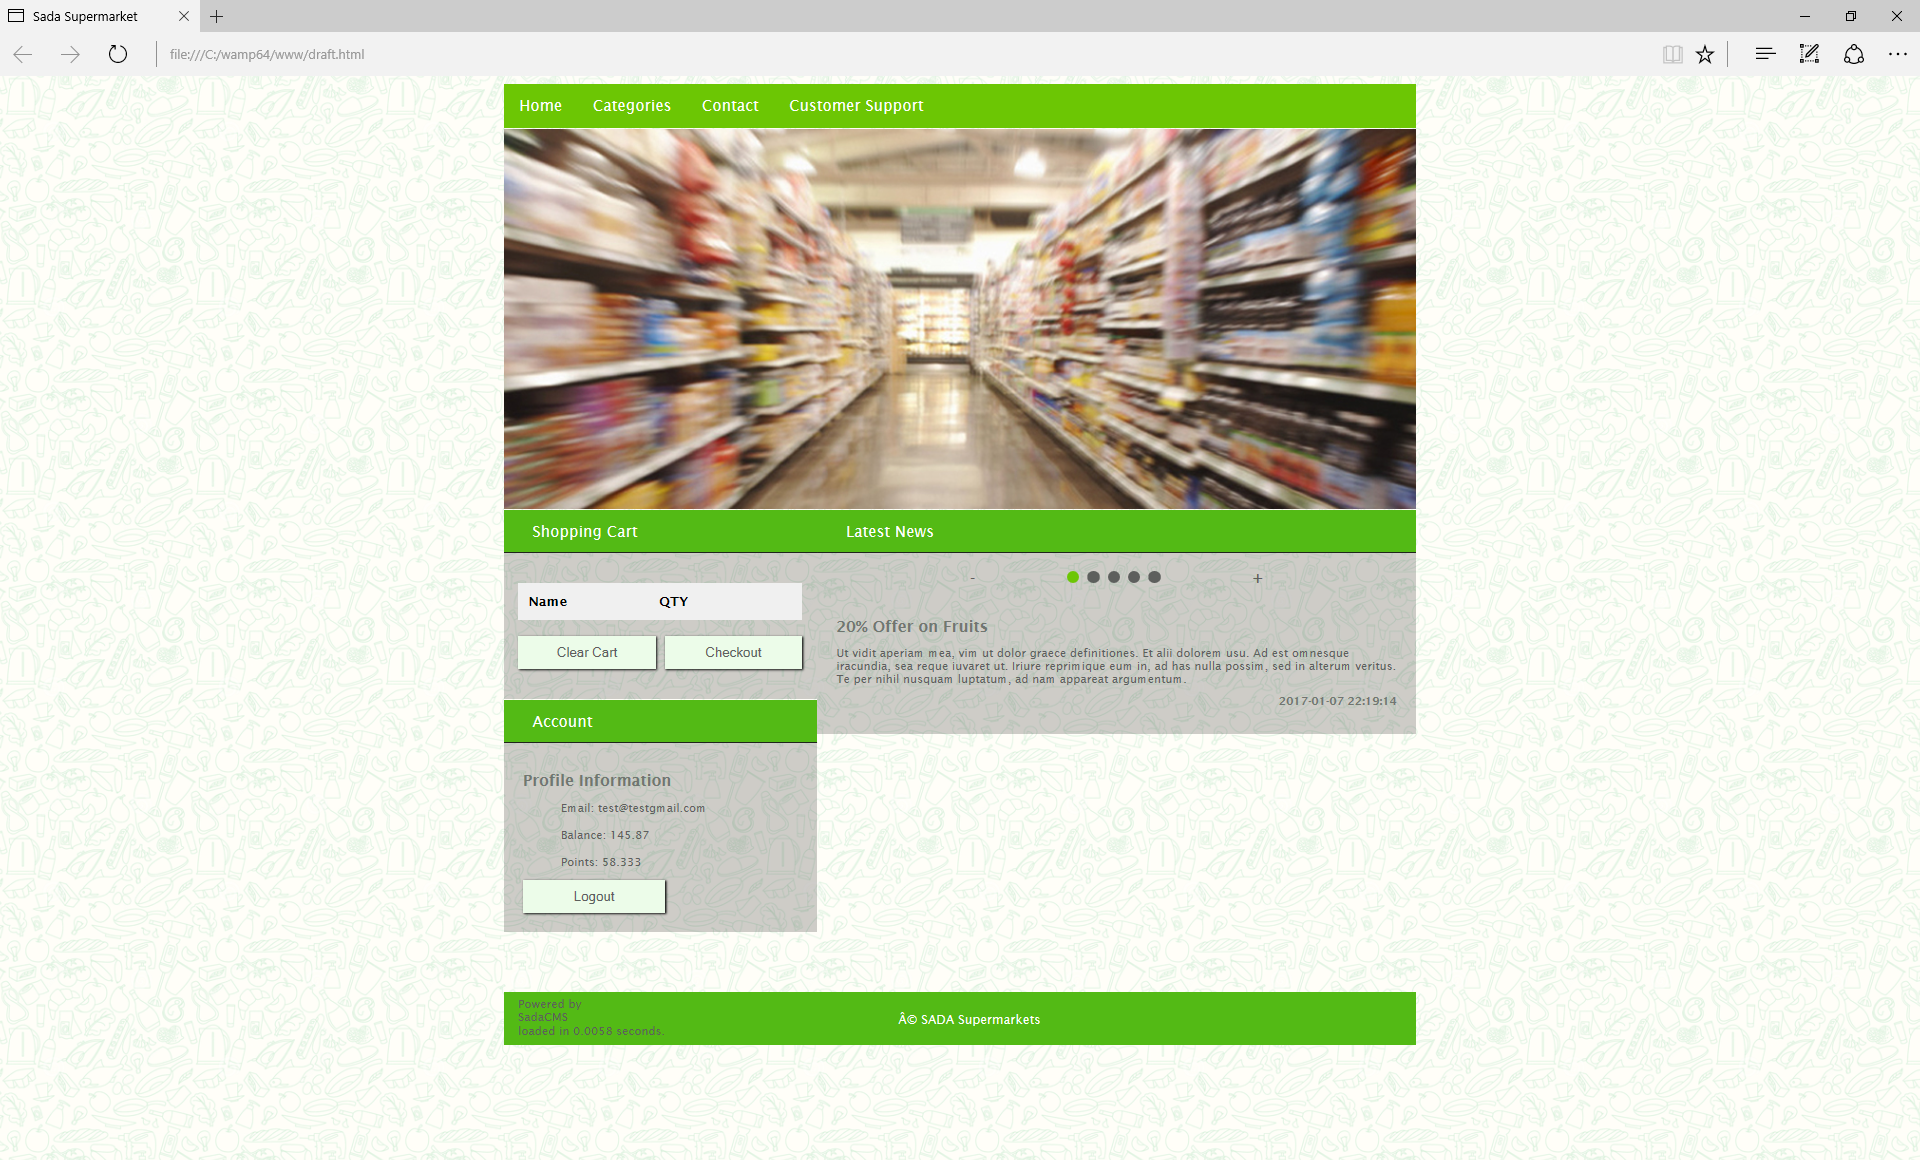 Sada Supermarket
file:///C:/wamp64/www/draft.html
Home Categories Contact Customer Support
Shopping Cart
Latest News
- +
Name QTY
Clear Cart Checkout
20% Offer on Fruits
Ut vidit aperiam mea, vim ut dolor graece definitiones. Et alii dolorem usu. Ad est omnesque
iracundia, sea reque iuvaret ut. Iriure reprimique eum in, ad has nulla possim, sed in alterum veritus.
Te per nihil nusquam luptatum, ad nam appareat argumentum.
2017-01-07 22:19:14
Account
Profile Information
Email: test@testgmail.com
Balance: 145.87
Points: 58.333
Logout
Powered by
SadaCMS
loaded in 0.0058 seconds.
Â© SADA Supermarkets